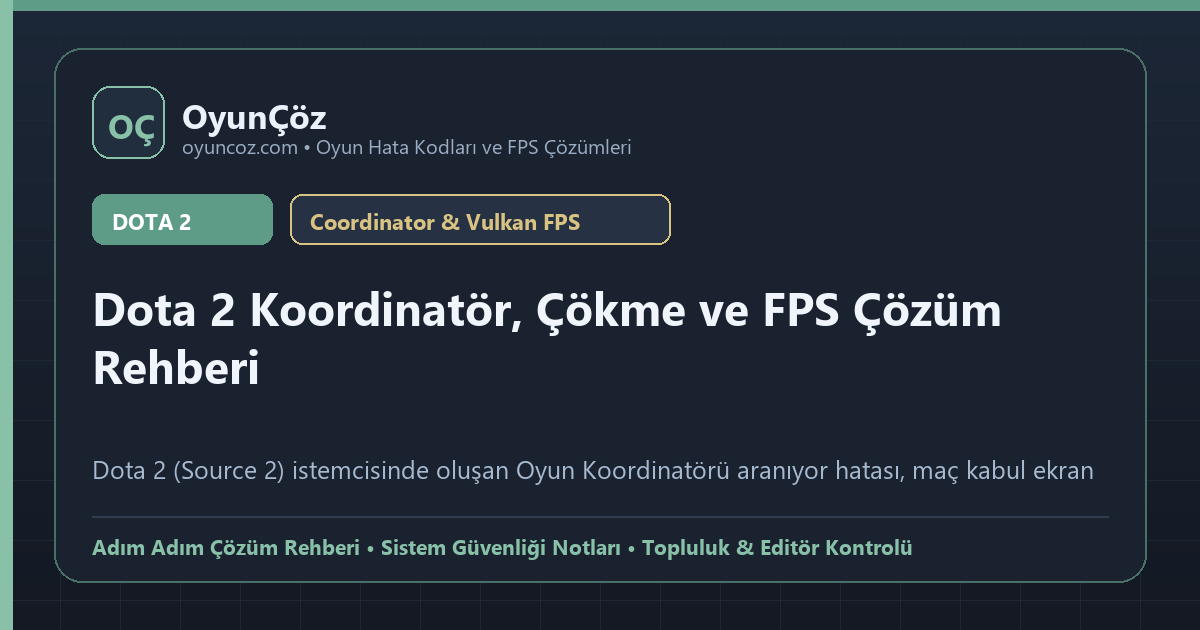 OÇ
OyunÇöz
oyuncoz.com • Oyun Hata Kodları ve FPS Çözümleri
DOTA 2
Coordinator & Vulkan FPS
Dota 2 Koordinatör, Çökme ve FPS Çözüm
Rehberi
Dota 2 (Source 2) istemcisinde oluşan Oyun Koordinatörü aranıyor hatası, maç kabul ekran
Adım Adım Çözüm Rehberi • Sistem Güvenliği Notları • Topluluk & Editör Kontrolü